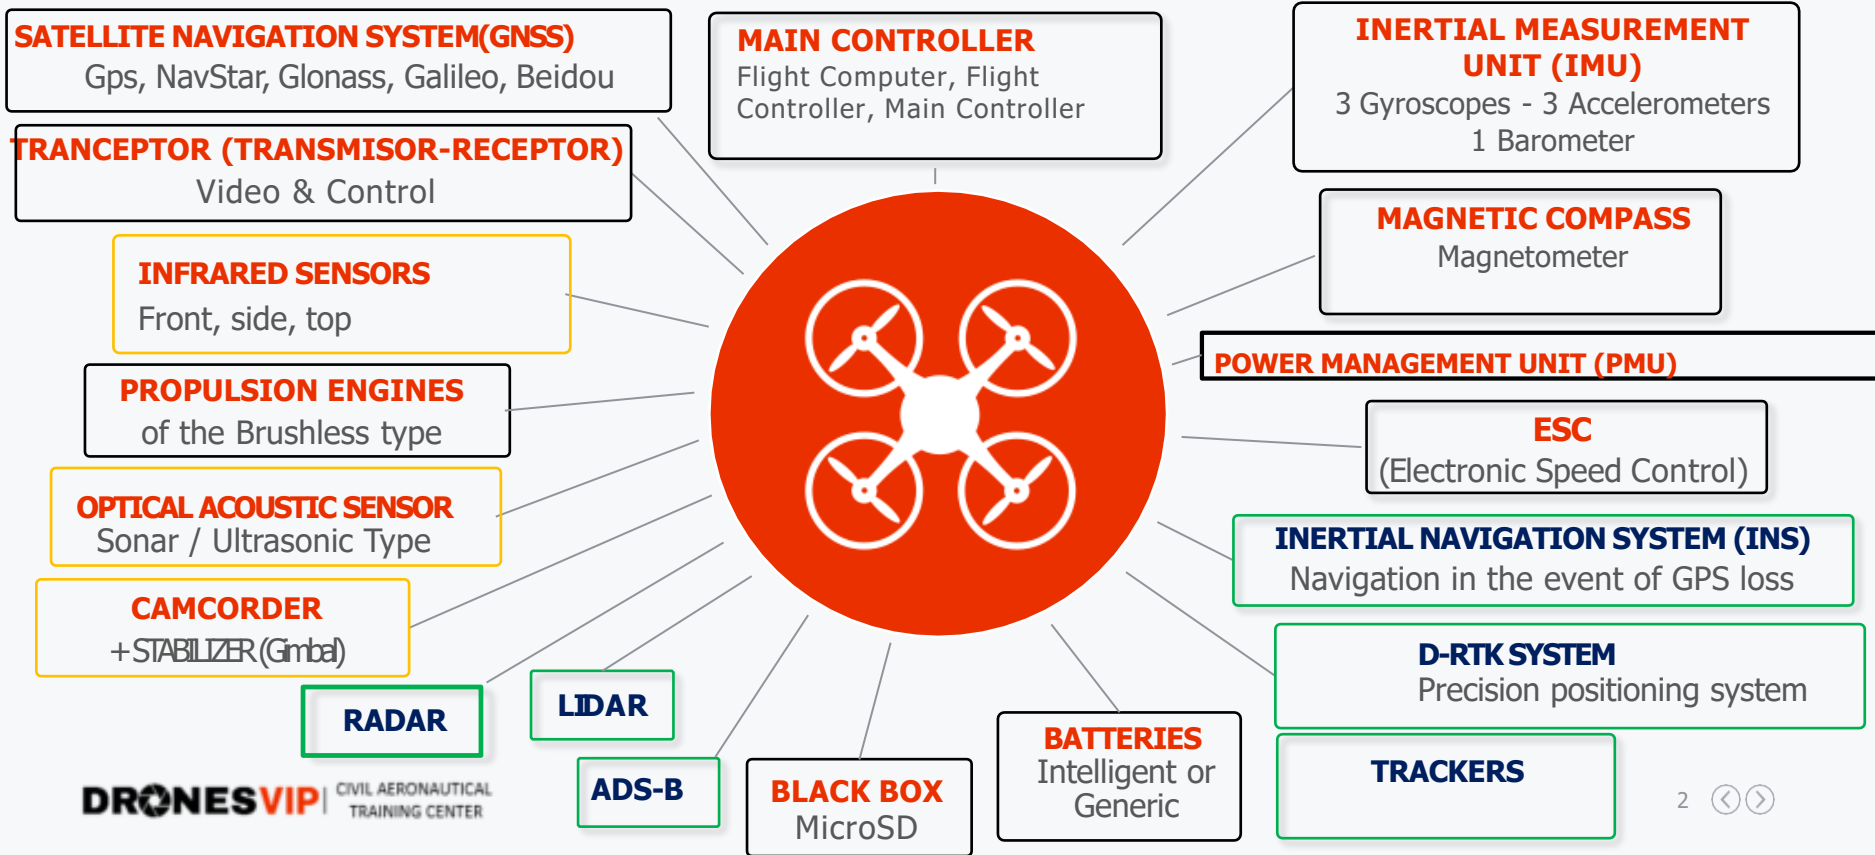 SATELLITE NAVIGATION SYSTEM(GNSS)
Gps, NavStar, Glonass, Galileo, Beidou
TRANCEPTOR (TRANSMISOR-RECEPTOR)
Video & Control
INFRARED SENSORS
Front, side, top
PROPULSION ENGINES
of the Brushless type
OPTICAL ACOUSTIC SENSOR
Sonar / Ultrasonic Type
CAMCORDER
+ STABILIZER (Gimbal)
RADAR
LIDAR
ADS-B
BLACK BOX
MicroSD
BATTERIES
Intelligent or
Generic
MAIN CONTROLLER
Flight Computer, Flight
Controller, Main Controller
INERTIAL MEASUREMENT
UNIT (IMU)
3 Gyroscopes - 3 Accelerometers
1 Barometer
MAGNETIC COMPASS
Magnetometer
POWER MANAGEMENT UNIT (PMU)
ESC
(Electronic Speed Control)
INERTIAL NAVIGATION SYSTEM (INS)
Navigation in the event of GPS loss
D-RTK SYSTEM
Precision positioning system
TRACKERS
DRONESVIP
CIVIL AERONAUTICAL
TRAINING CENTER
2